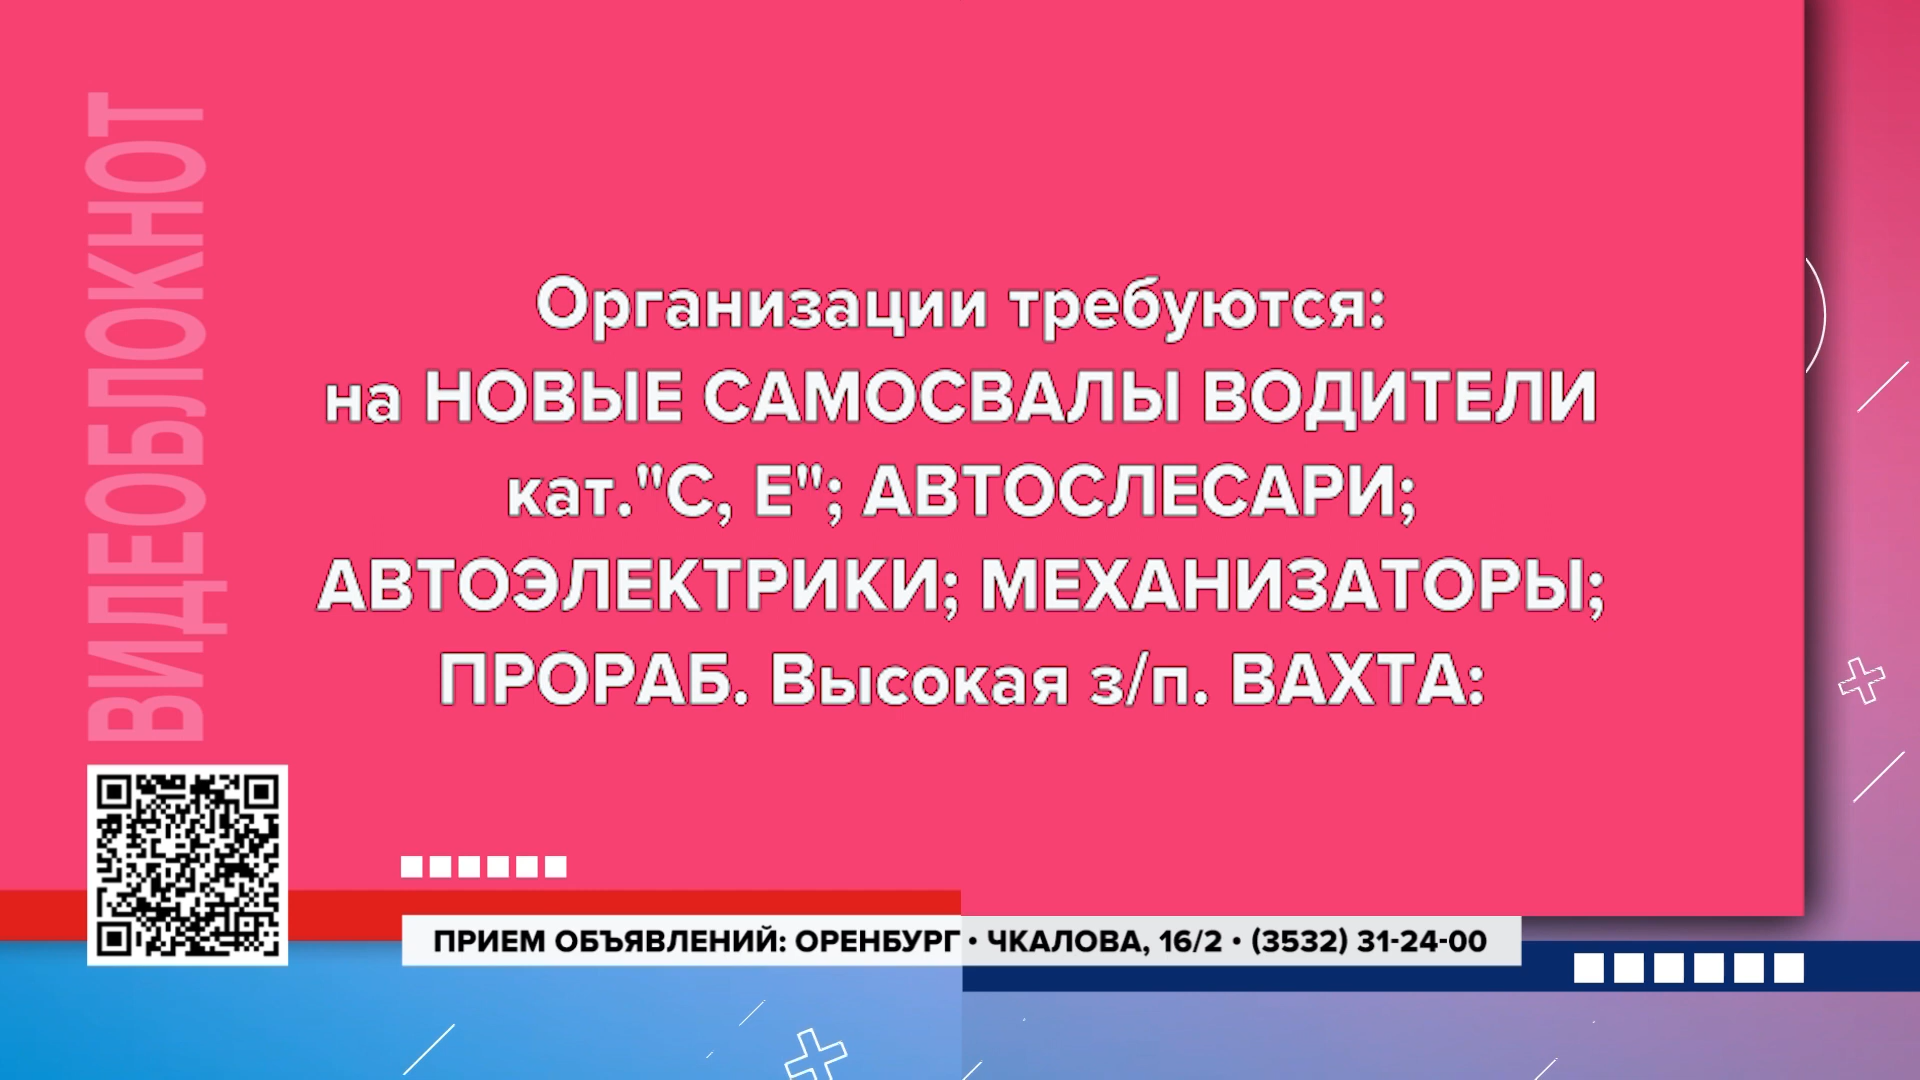 ВИДЕОБЛОКНОТ
Организации требуются:
на НОВЫЕ САМОСВАЛЫ ВОДИТЕЛИ
кат."С, Е"; АВТОСЛЕСАРИ;
АВТОЭЛЕКТРИКИ; МЕХАНИЗАТОРЫ;
ПРОРАБ. Высокая з/п. ВАХТА:
ПРИЕМ ОБЪЯВЛЕНИЙ: ОРЕНБУРГ • ЧКАЛОВА, 16/2 • (3532) 31-24-00